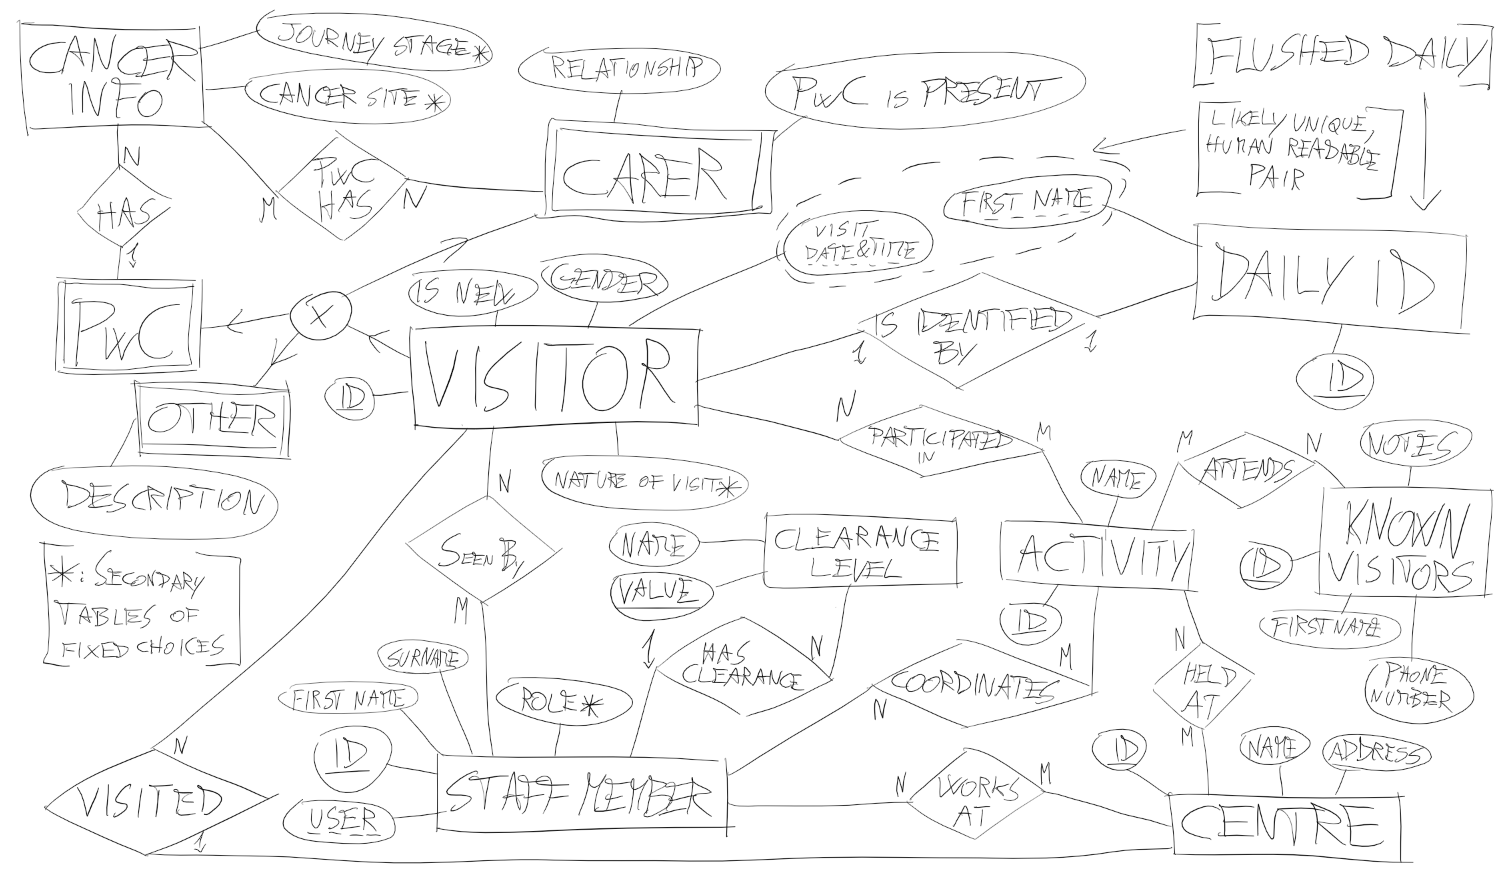 CANCER
INFO
JOURNEY STAGE*
CANCER SITE*
RELATIONSHIP
PwC IS PRESENT
FLUSHED DAILY
LIKELY UNIQUE,
HUMAN READABLE
PAIR
N
HAS
1
PwC
HAS
M
N
CARER
FIRST NAME
VISIT
DATE&TIME
DAILY ID
ID
PwC
X
IS NEW
GENDER
IS IDENTIFIED
BY
1
1
VISITOR
ID
OTHER
DESCRIPTION
NATURE OF VISIT*
N
PARTICIPATED
IN
M
NAME
M
ATTENDS
N
NOTES
KNOWN
VISITORS
ID
FIRST NAME
PHONE
NUMBER
*: SECONDARY
TABLES OF
FIXED CHOICES
N
SEEN BY
M
NAME
VALUE
CLEARANCE
LEVEL
ACTIVITY
ID
1
HAS
CLEARANCE
N
COORDINATES
M
N
N
HELD
AT
M
SURNAME
FIRST NAME
ROLE*
ID
USER
STAFF MEMBER
N
VISITED
1
N
WORKS
AT
M
ID
NAME
ADDRESS
CENTRE